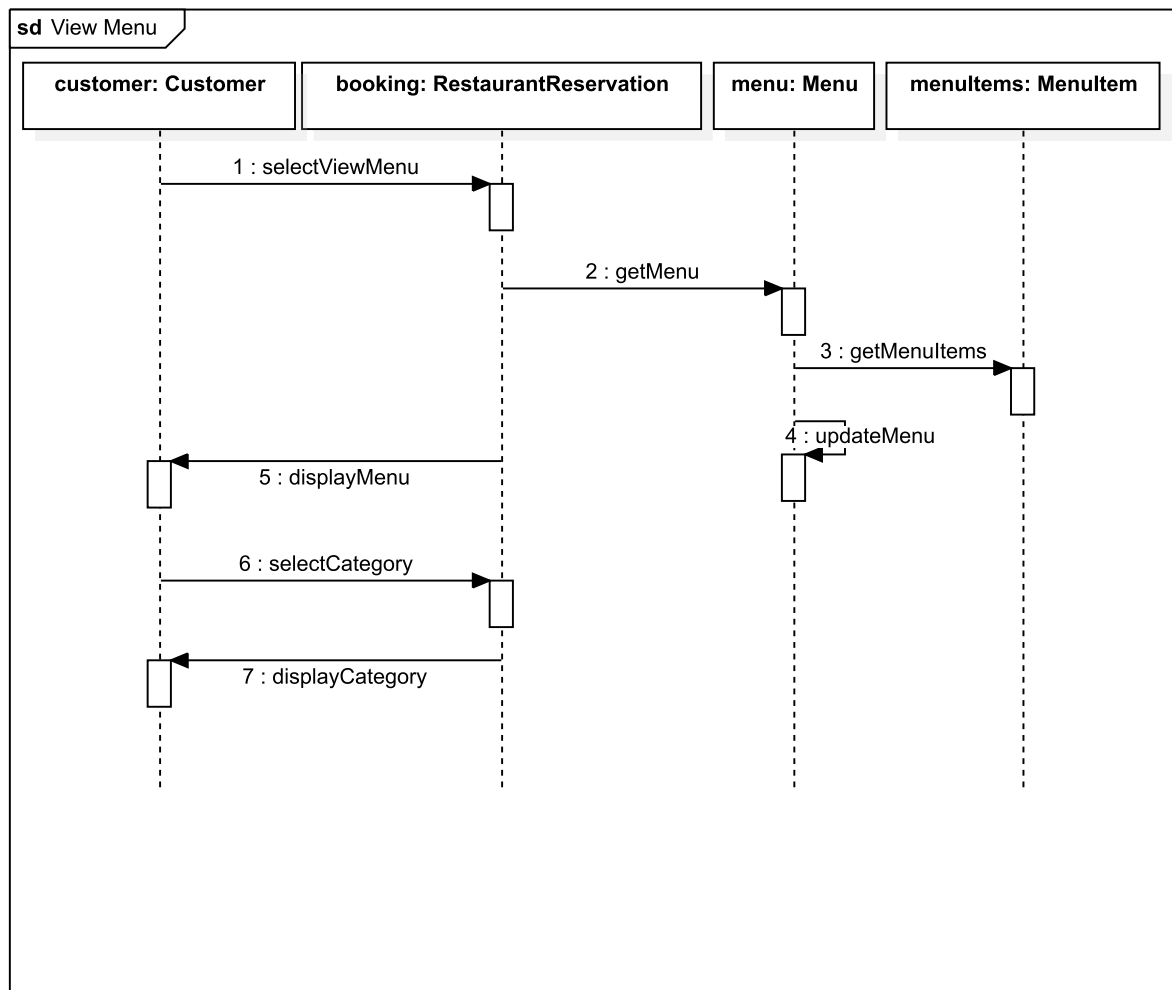 sd View Menu
customer: Customer
booking: RestaurantReservation
menu: Menu
menuItems: MenuItem
1 : selectViewMenu
2 : getMenu
3 : getMenuItems
4 : updateMenu
5 : displayMenu
6 : selectCategory
7 : displayCategory